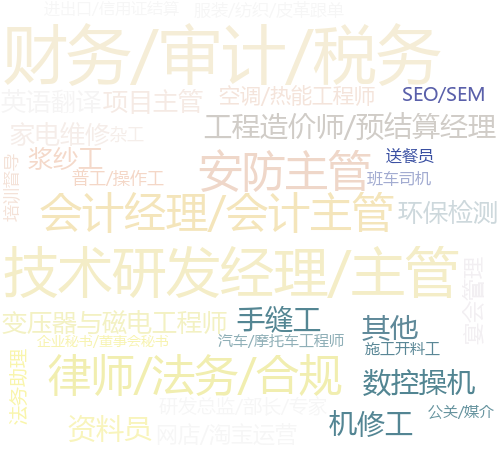 进出口/信用证结算
服装/纺织/皮革跟单
财务/审计/税务
英语翻译
项目主管
空调/热能工程师
SEO/SEM
家电维修
杂工
工程造价师/预结算经理
浆纱工
安防主管
送餐员
普工/操作工
班车司机
培训督导
会计经理/会计主管
环保检测
技术研发经理/主管
宴会管理
变压器与磁电工程师
手缝工
其他
企业秘书/董事会秘书
汽车/摩托车工程师
施工开料工
法务助理
律师/法务/合规
数控操机
研发总监/部长/专家
公关/媒介
资料员
网店/淘宝运营
机修工